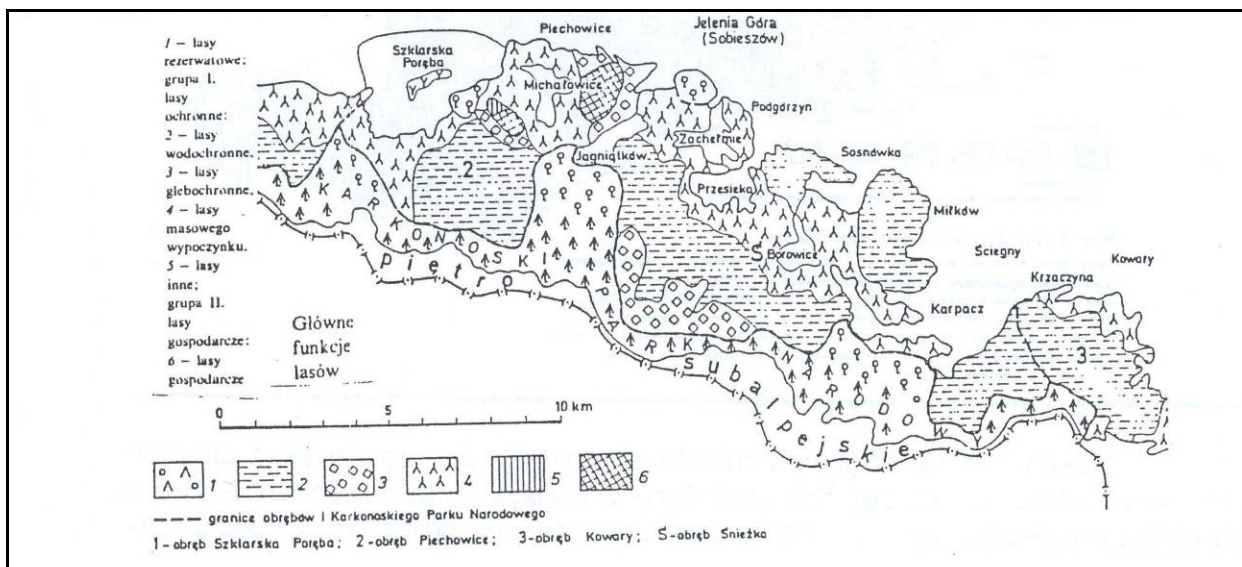 1 – lasy
rezerwatowe;
grupa I.
lasy
ochronne:
2 – lasy
wodochronne.
3 – lasy
glebochronne.
4 – lasy
masowego
wypoczynku.
5 – lasy
inne;
grupa II.
lasy
gospodarcze:
6 – lasy
gospodarcze
Główne
funkcje
lasów
Piechowice
Jelenia Góra
(Sobieszów)
Szklarska
Poręba
Michałowice
Podgórzyn
Zachełmie
Jagniątków
Sosnówka
Przesieka
2
Miłków
S
Borowice
Ściegny
Kowary
Krzaczyna
Karpacz
3
KARKONOSKI PARK NARODOW
piętro subalpejskie
0 5 10 km
1 2 3 4 5 6
granice obrębów i Karkonoskiego Parku Narodowego
1-obręb Szklarska Poręba; 2-obręb Piechowice; 3-obręb Kowary; S-obręb Śnieżka